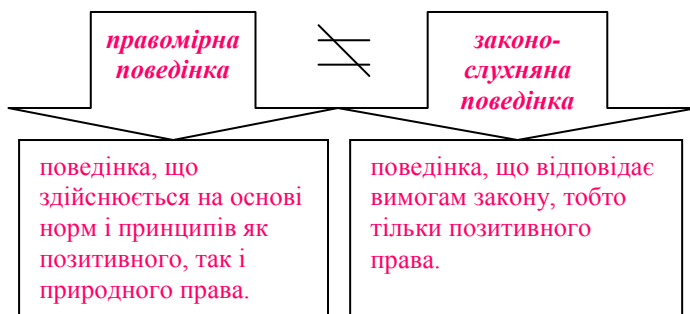 правомірна
поведінка
≠
законо-
слухняна
поведінка
поведінка, що
здійснюється на основі
норм і принципів як
позитивного, так і
природного права.
поведінка, що відповідає
вимогам закону, тобто
тільки позитивного
права.